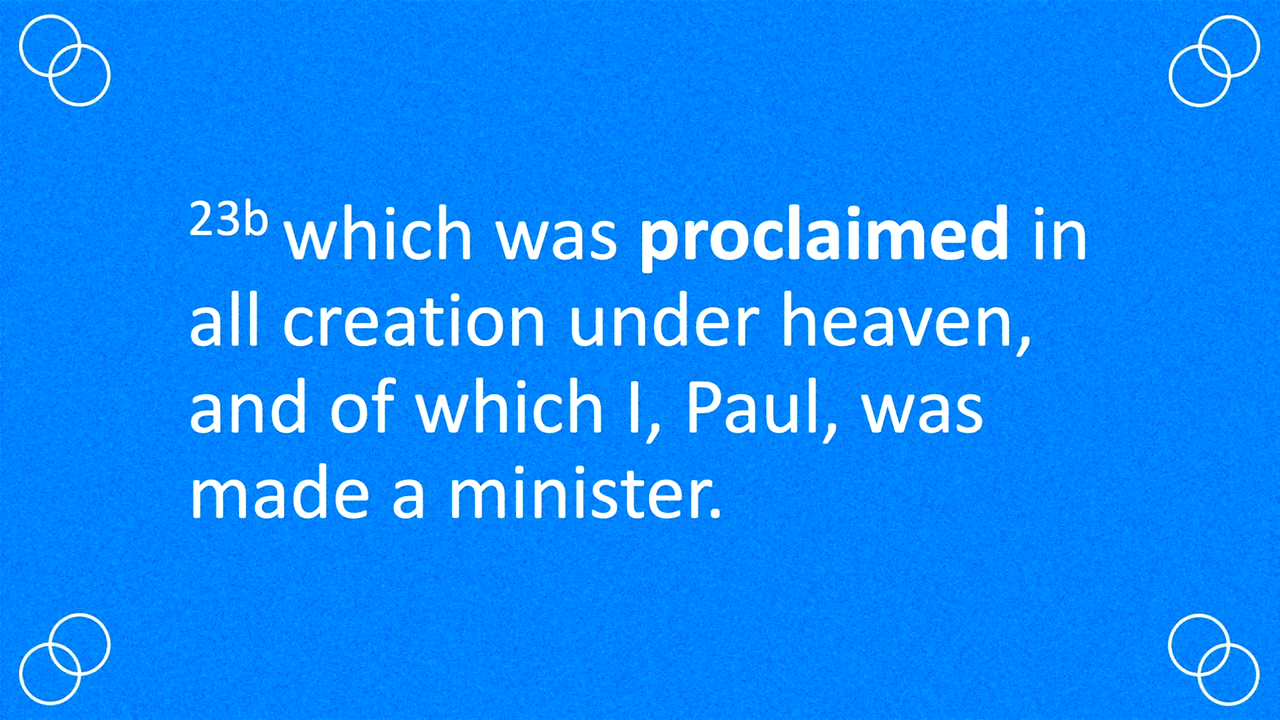 23b which was proclaimed in
all creation under heaven,
and of which I, Paul, was
made a minister.